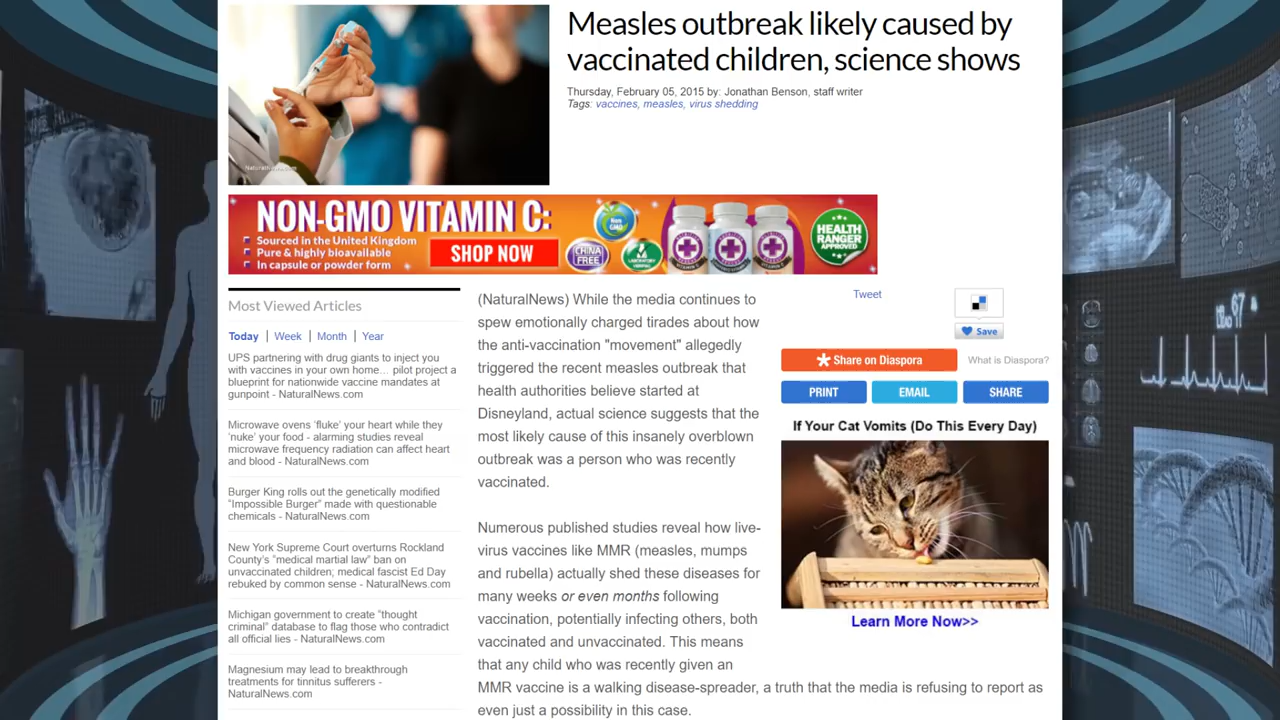 Measles outbreak likely caused by
vaccinated children, science shows
Thursday, February 05, 2015 by: Jonathan Benson, staff writer
Tags: vaccines, measles, virus shedding
NON-GMO VITAMIN C:
Sourced in the United Kingdom
Pure & highly bioavailable
In capsule or powder form
SHOP NOW
Non
GMO
CHINA
FREE
LABORATORY
VERIFIED
HEALTH
RANGER
APPROVED
Most Viewed Articles
Today | Week | Month | Year
UPS partnering with drug giants to inject you
with vaccines in your own home… pilot project a
blueprint for nationwide vaccine mandates at
gunpoint - NaturalNews.com
Microwave ovens ‘fluke’ your heart while they
‘nuke’ your food - alarming studies reveal
microwave frequency radiation can affect heart
and blood - NaturalNews.com
Burger King rolls out the genetically modified
“Impossible Burger” made with questionable
chemicals - NaturalNews.com
New York Supreme Court overturns Rockland
County’s “medical martial law” ban on
unvaccinated children; medical fascist Ed Day
rebuked by common sense - NaturalNews.com
Michigan government to create “thought
criminal” database to flag those who contradict
all official lies - NaturalNews.com
Magnesium may lead to breakthrough
treatments for tinnitus sufferers -
NaturalNews.com
(NaturalNews) While the media continues to
spew emotionally charged tirades about how
the anti-vaccination "movement" allegedly
triggered the recent measles outbreak that
health authorities believe started at
Disneyland, actual science suggests that the
most likely cause of this insanely overblown
outbreak was a person who was recently
vaccinated.
Numerous published studies reveal how live-
virus vaccines like MMR (measles, mumps
and rubella) actually shed these diseases for
many weeks or even months following
vaccination, potentially infecting others, both
vaccinated and unvaccinated. This means
that any child who was recently given an
MMR vaccine is a walking disease-spreader, a truth that the media is refusing to report as
even just a possibility in this case.
Tweet
Save
Share on Diaspora
What is Diaspora?
PRINT
EMAIL
SHARE
If Your Cat Vomits (Do This Every Day)
Learn More Now>>
67